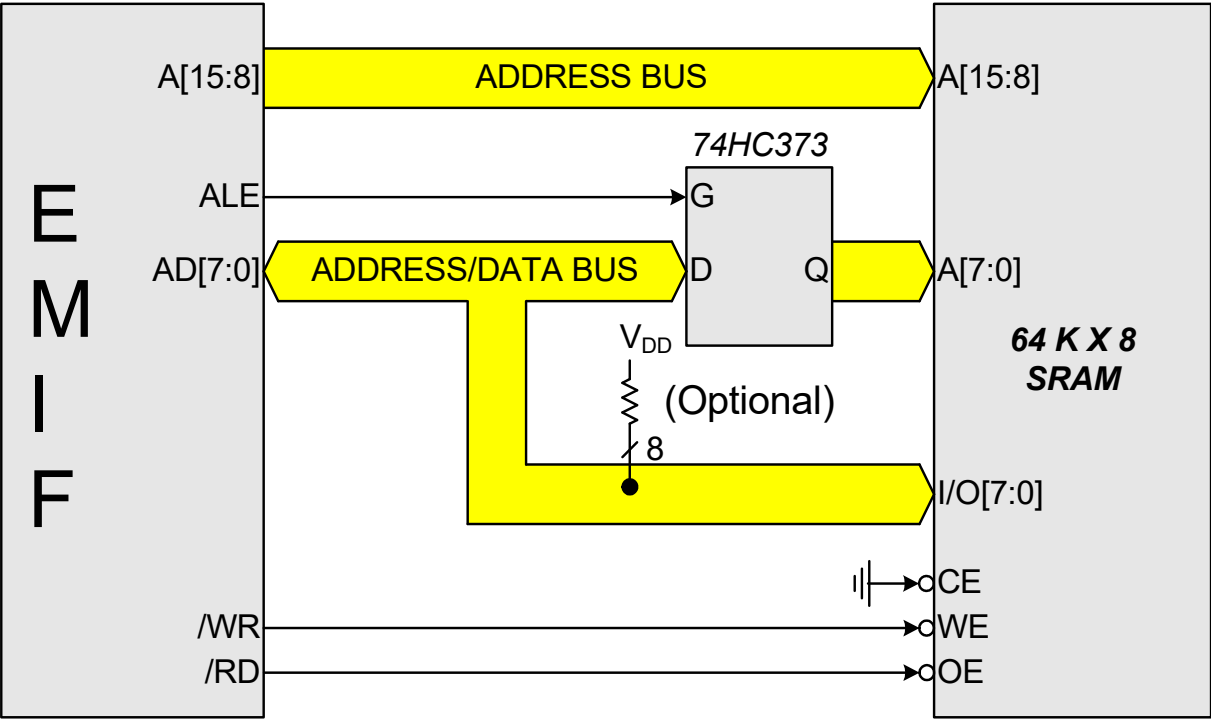 A[15:8]
ADDRESS BUS
A[15:8]
74HC373
ALE
G
AD[7:0]
ADDRESS/DATA BUS
D
Q
A[7:0]
E
M
I
F
VDD
(Optional)
8
64 K X 8
SRAM
I/O[7:0]
CE
/WR
WE
/RD
OE